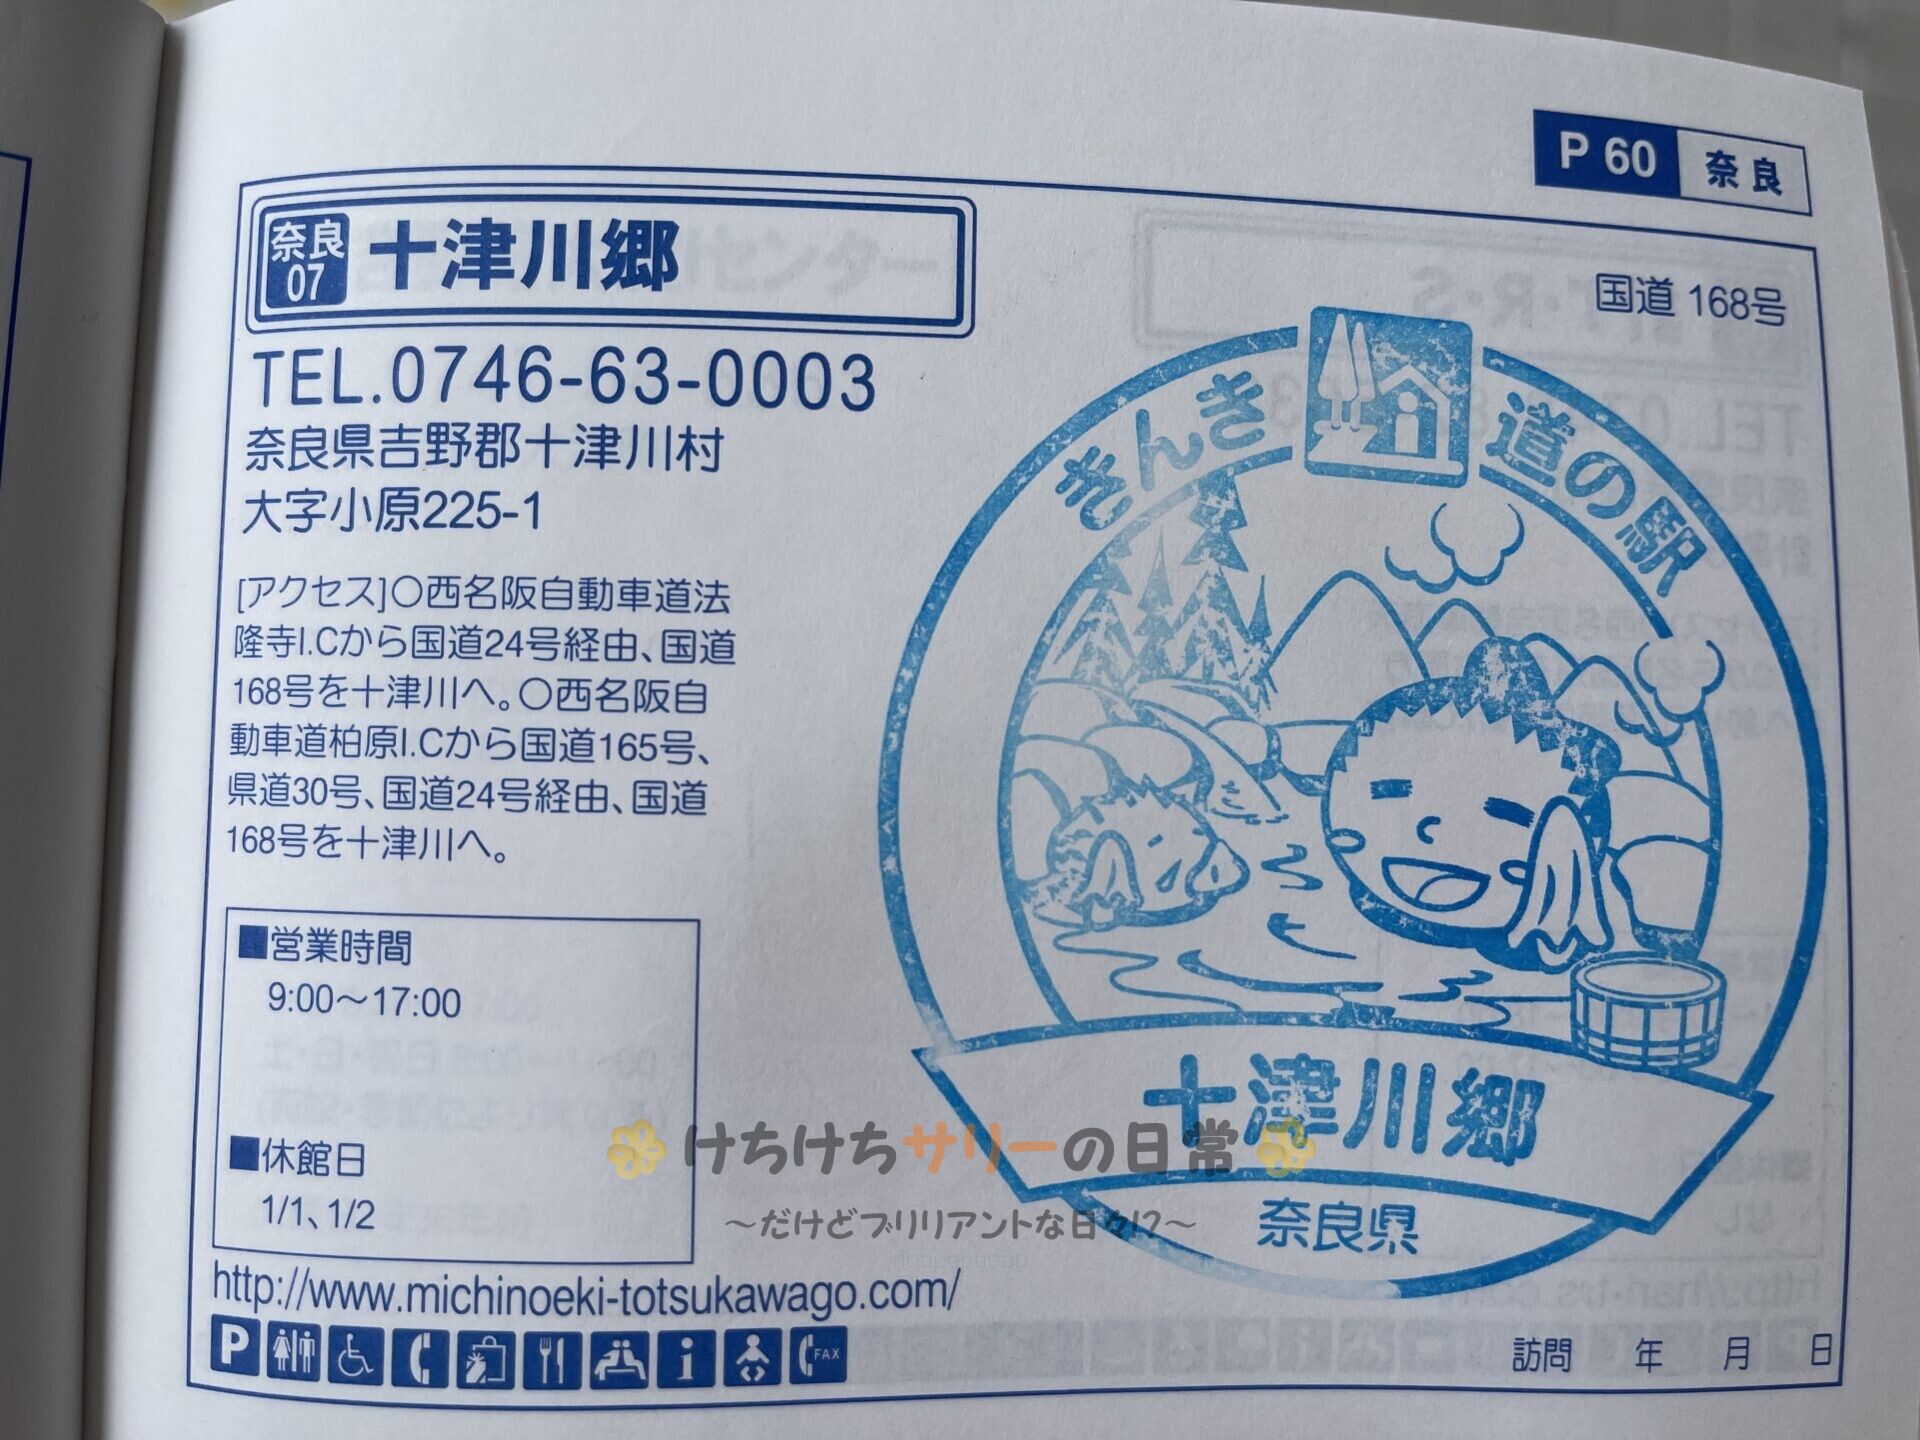 P 60 奈良
奈良
07
十津川郷
国道 168号
TEL.0746-63-0003
奈良県吉野郡十津川村
大字小原225-1
[アクセス]○西名阪自動車道法
隆寺I.Cから国道24号経由、国道
168号を十津川へ。○西名阪自
動車道柏原I.Cから国道165号、
県道30号、国道24号経由、国道
168号を十津川へ。
■営業時間
9:00～17:00
■休館日
1/1、1/2
http://www.michinoeki-totsukawago.com/
P
i
FAX
きんき 道の駅
十津川郷
奈良県
けちけちサリーの日常
～だけどブリリアントな日々!?～
訪問 年 月 日